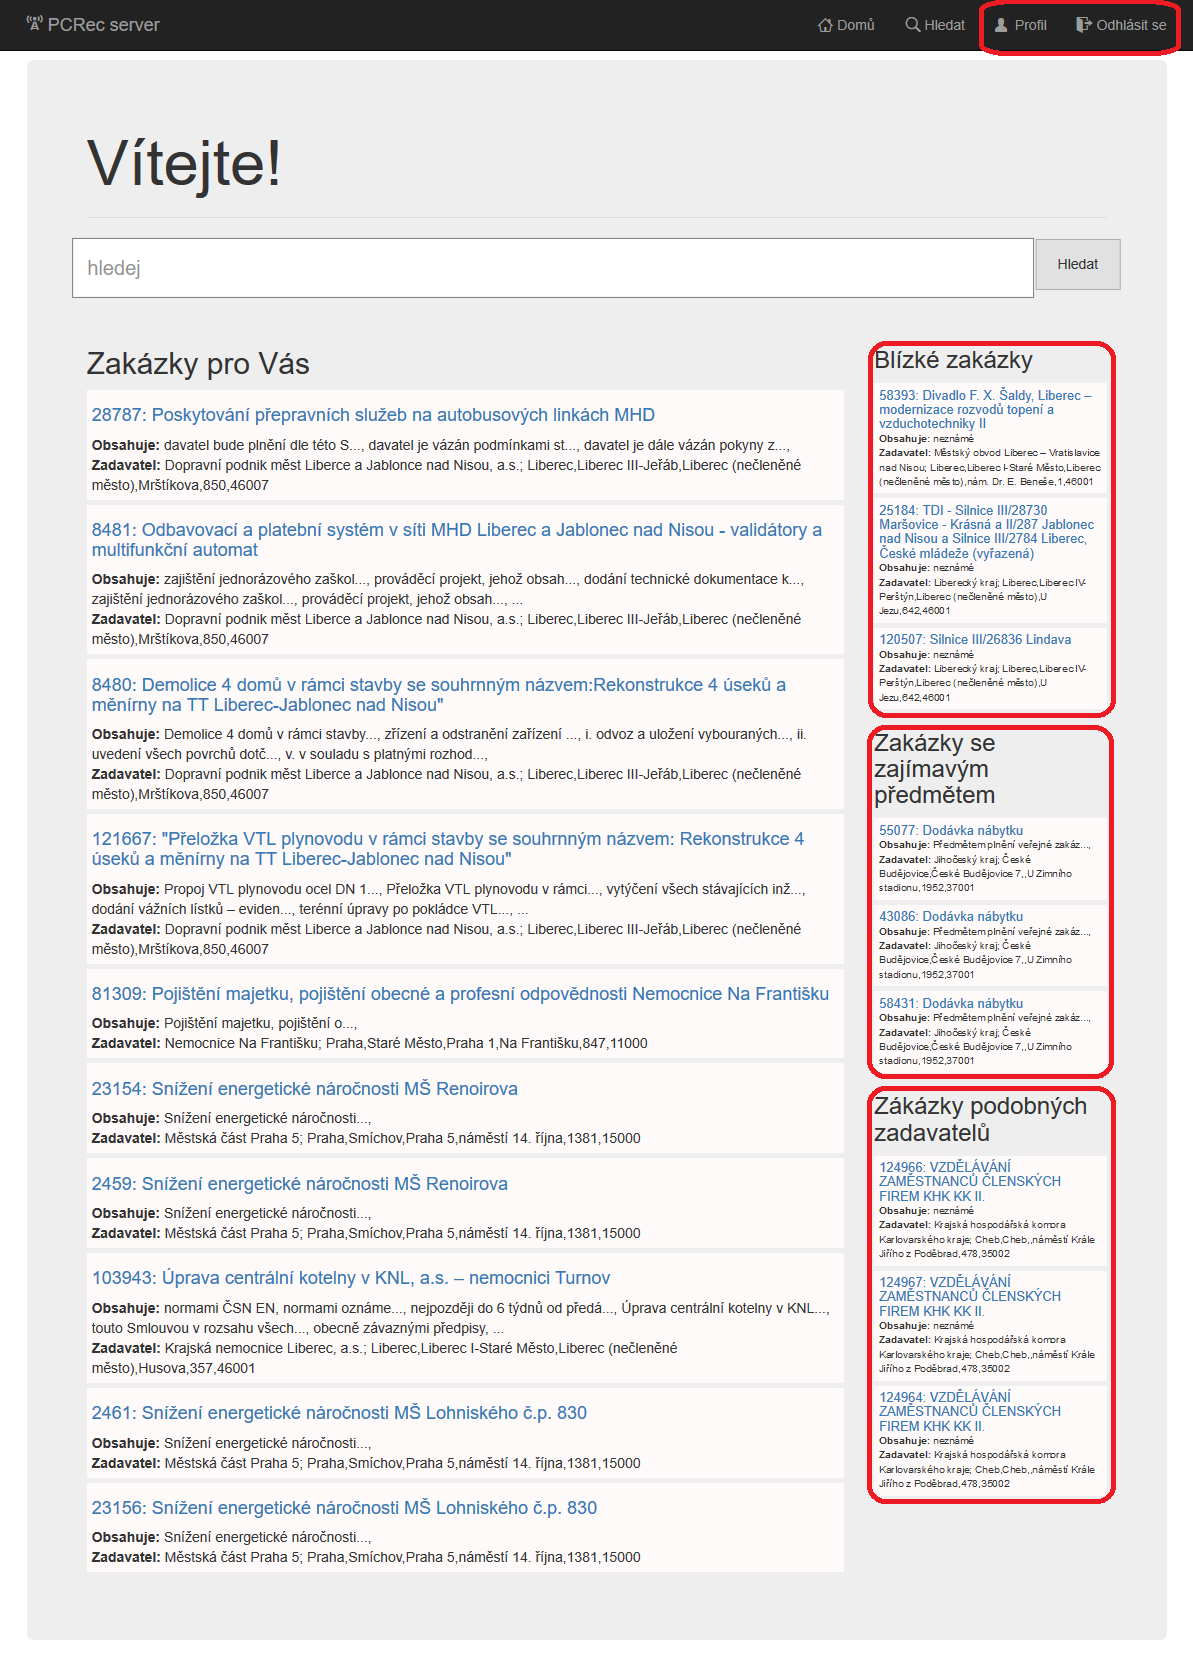 PCRec server
Domů
Hledat
Profil
Odhlásit se
Vítejte!
hledej
Hledat
Zakázky pro Vás
28787: Poskytování přepravních služeb na autobusových linkách MHD
Obsahuje: davatel bude plnění dle této S..., davatel je vázán podmínkami st..., davatel je dále vázán pokyny z...,
Zadavatel: Dopravní podnik měst Liberce a Jablonce nad Nisou, a.s.; Liberec,Liberec III-Jeřáb,Liberec (nečleněné
město),Mrštíkova,850,46007
8481: Odbavovací a platební systém v síti MHD Liberec a Jablonec nad Nisou - validátory a
multifunkční automat
Obsahuje: zajištění jednorázového zaškol..., prováděcí projekt, jehož obsah..., dodání technické dokumentace k...,
zajištění jednorázového zaškol..., prováděcí projekt, jehož obsah..., ...
Zadavatel: Dopravní podnik měst Liberce a Jablonce nad Nisou, a.s.; Liberec,Liberec III-Jeřáb,Liberec (nečleněné
město),Mrštíkova,850,46007
8480: Demolice 4 domů v rámci stavby se souhrnným názvem:Rekonstrukce 4 úseků a
měnírny na TT Liberec-Jablonec nad Nisou"
Obsahuje: Demolice 4 domů v rámci stavby..., zřízení a odstranění zařízení ..., i. odvoz a uložení vybouraných..., ii.
uvedení všech povrchů dotč..., v. v souladu s platnými rozhod...,
Zadavatel: Dopravní podnik měst Liberce a Jablonce nad Nisou, a.s.; Liberec,Liberec III-Jeřáb,Liberec (nečleněné
město),Mrštíkova,850,46007
121667: "Přeložka VTL plynovodu v rámci stavby se souhrnným názvem: Rekonstrukce 4
úseků a měnírny na TT Liberec-Jablonec nad Nisou"
Obsahuje: Propoj VTL plynovodu ocel DN 1..., Přeložka VTL plynovodu v rámci..., vytýčení všech stávajících inž...,
dodání vážních lístků – eviden..., terénní úpravy po pokládce VTL..., ...
Zadavatel: Dopravní podnik měst Liberce a Jablonce nad Nisou, a.s.; Liberec,Liberec III-Jeřáb,Liberec (nečleněné
město),Mrštíkova,850,46007
81309: Pojištění majetku, pojištění obecné a profesní odpovědnosti Nemocnice Na Františku
Obsahuje: Pojištění majetku, pojištění o...,
Zadavatel: Nemocnice Na Františku; Praha,Staré Město,Praha 1,Na Františku,847,11000
23154: Snížení energetické náročnosti MŠ Renoirova
Obsahuje: Snížení energetické náročnosti...,
Zadavatel: Městská část Praha 5; Praha,Smíchov,Praha 5,náměstí 14. října,1381,15000
2459: Snížení energetické náročnosti MŠ Renoirova
Obsahuje: Snížení energetické náročnosti...,
Zadavatel: Městská část Praha 5; Praha,Smíchov,Praha 5,náměstí 14. října,1381,15000
103943: Úprava centrální kotelny v KNL, a.s. – nemocnici Turnov
Obsahuje: normami ČSN EN, normami oznáme..., nejpozději do 6 týdnů od předá..., Úprava centrální kotelny v KNL...,
touto Smlouvou v rozsahu všech..., obecně závaznými předpisy, ...
Zadavatel: Krajská nemocnice Liberec, a.s.; Liberec,Liberec I-Staré Město,Liberec (nečleněné
město),Husova,357,46001
2461: Snížení energetické náročnosti MŠ Lohniského č.p. 830
Obsahuje: Snížení energetické náročnosti...,
Zadavatel: Městská část Praha 5; Praha,Smíchov,Praha 5,náměstí 14. října,1381,15000
23156: Snížení energetické náročnosti MŠ Lohniského č.p. 830
Obsahuje: Snížení energetické náročnosti...,
Zadavatel: Městská část Praha 5; Praha,Smíchov,Praha 5,náměstí 14. října,1381,15000
Blízké zakázky
58393: Divadlo F. X. Šaldy, Liberec –
modernizace rozvodů topení a
vzduchotechniky II
Obsahuje: neznámé
Zadavatel: Městský obvod Liberec – Vratislavice
nad Nisou; Liberec,Liberec I-Staré Město,Liberec
(nečleněné město),nám. Dr. E. Beneše,1,46001
25184: TDI - Silnice III/28730
Maršovice - Krásná a II/287 Jablonec
nad Nisou a Silnice III/2784 Liberec,
České mládeže (vyřazená)
Obsahuje: neznámé
Zadavatel: Liberecký kraj; Liberec,Liberec IV-
Perštýn,Liberec (nečleněné město),U
Jezu,642,46001
120507: Silnice III/26836 Lindava
Obsahuje: neznámé
Zadavatel: Liberecký kraj; Liberec,Liberec IV-
Perštýn,Liberec (nečleněné město),U
Jezu,642,46001
Zakázky se
zajímavým
předmětem
55077: Dodávka nábytku
Obsahuje: Předmětem plnění veřejné zakáz...,
Zadavatel: Jihočeský kraj; České
Budějovice,České Budějovice 7,,U Zimního
stadionu,1952,37001
43086: Dodávka nábytku
Obsahuje: Předmětem plnění veřejné zakáz...,
Zadavatel: Jihočeský kraj; České
Budějovice,České Budějovice 7,,U Zimního
stadionu,1952,37001
58431: Dodávka nábytku
Obsahuje: Předmětem plnění veřejné zakáz...,
Zadavatel: Jihočeský kraj; České
Budějovice,České Budějovice 7,,U Zimního
stadionu,1952,37001
Zákázky podobných
zadavatelů
124966: VZDĚLÁVÁNÍ
ZAMĚSTNANCŮ ČLENSKÝCH
FIREM KHK KK II.
Obsahuje: neznámé
Zadavatel: Krajská hospodářská komora
Karlovarského kraje; Cheb,Cheb,,náměstí Krále
Jiřího z Poděbrad,478,35002
124967: VZDĚLÁVÁNÍ
ZAMĚSTNANCŮ ČLENSKÝCH
FIREM KHK KK II.
Obsahuje: neznámé
Zadavatel: Krajská hospodářská komora
Karlovarského kraje; Cheb,Cheb,,náměstí Krále
Jiřího z Poděbrad,478,35002
124964: VZDĚLÁVÁNÍ
ZAMĚSTNANCŮ ČLENSKÝCH
FIREM KHK KK II.
Obsahuje: neznámé
Zadavatel: Krajská hospodářská komora
Karlovarského kraje; Cheb,Cheb,,náměstí Krále
Jiřího z Poděbrad,478,35002